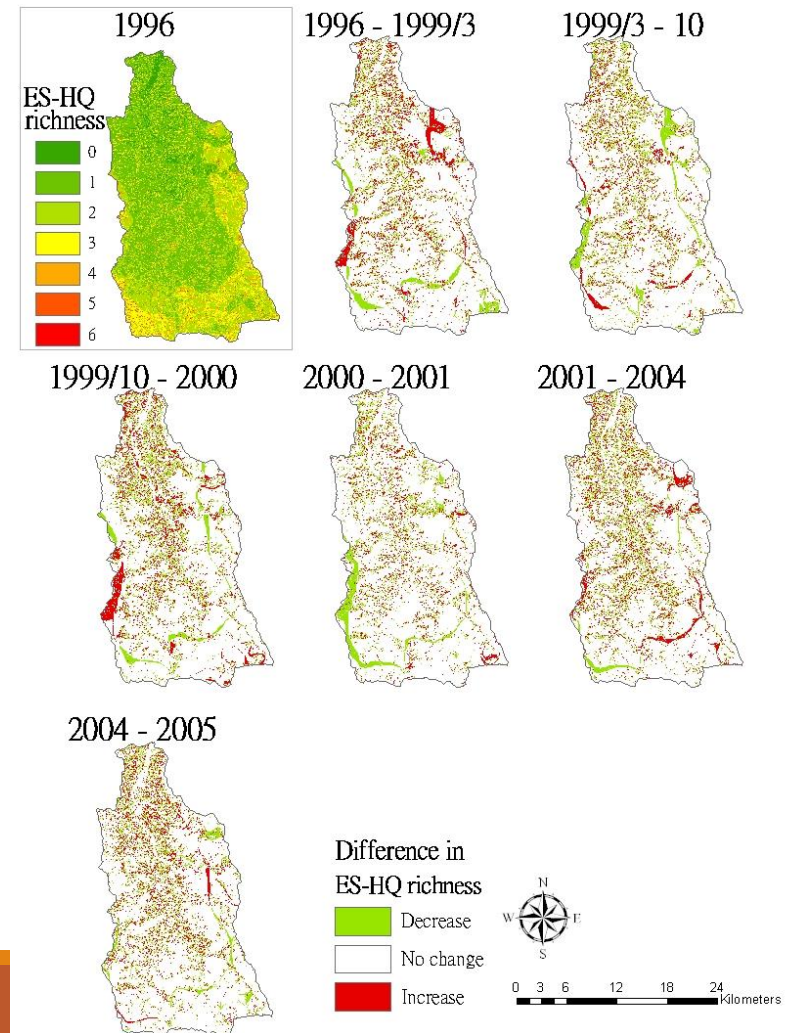 1996
1996 - 1999/3
1999/3 - 10
ES-HQ
richness
0
1
2
3
4
5
6
1999/10 - 2000
2000 - 2001
2001 - 2004
2004 - 2005
Difference in
ES-HQ richness
Decrease
No change
Increase
N
W
E
S
0 3 6 12 18 24
Kilometers